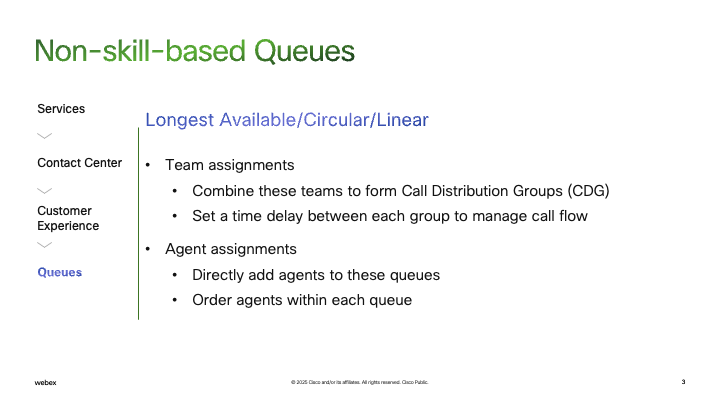 Non-skill-based Queues
Services
Contact Center
Customer
Experience
Queues
Longest Available/Circular/Linear
• Team assignments
• Combine these teams to form Call Distribution Groups (CDG)
• Set a time delay between each group to manage call flow
• Agent assignments
• Directly add agents to these queues
• Order agents within each queue
webex
© 2025 Cisco and/or its affiliates. All rights reserved. Cisco Public.
3